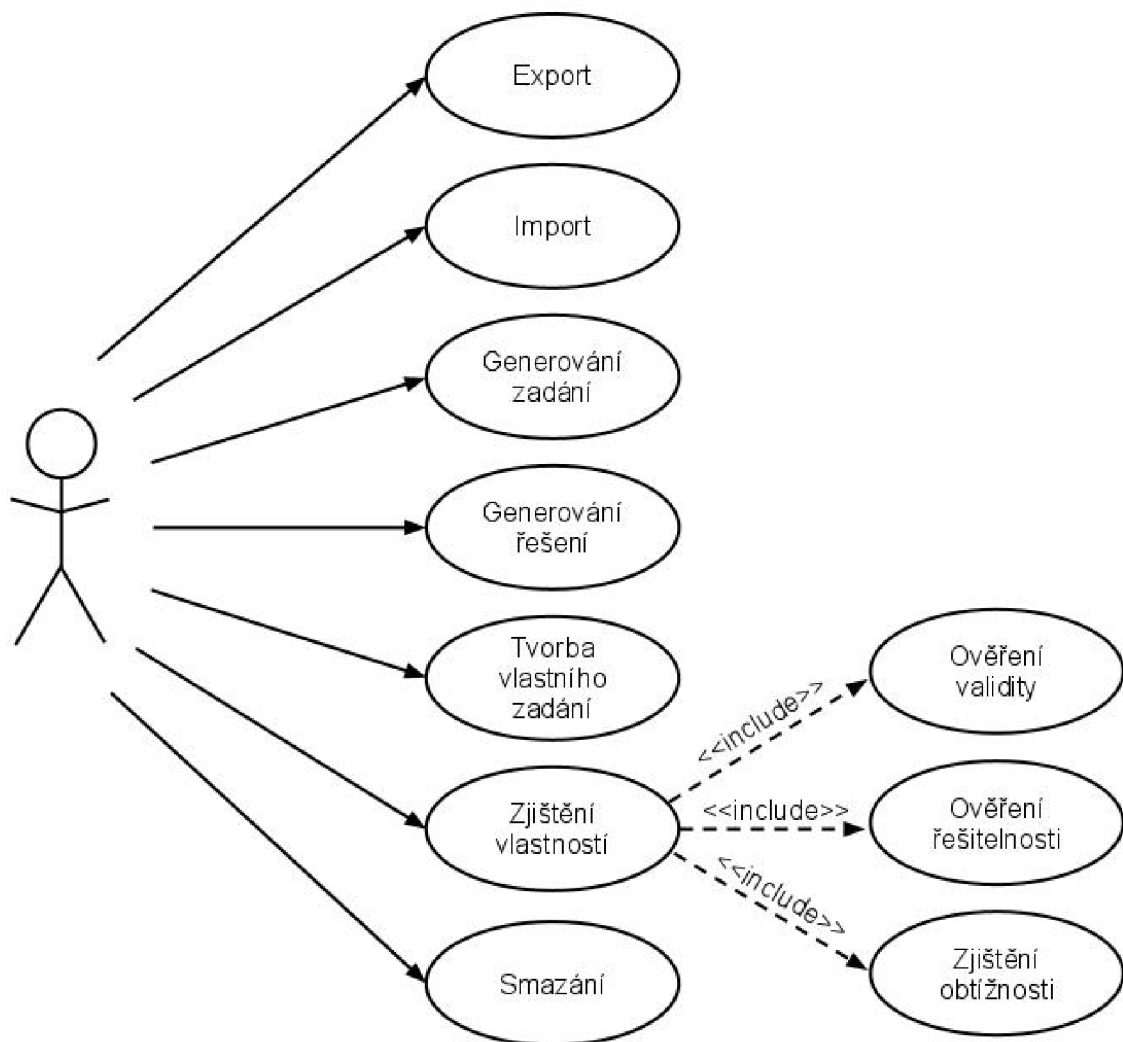 Export
Import
Generování
zadání
Generování
řešení
Tvorba
vlastního
zadání
Zjištění
vlastností
Smazání
<<include>>
<<include>>
<<include>>
Ověření
validity
Ověření
řešitelnosti
Zjištění
obtížnosti